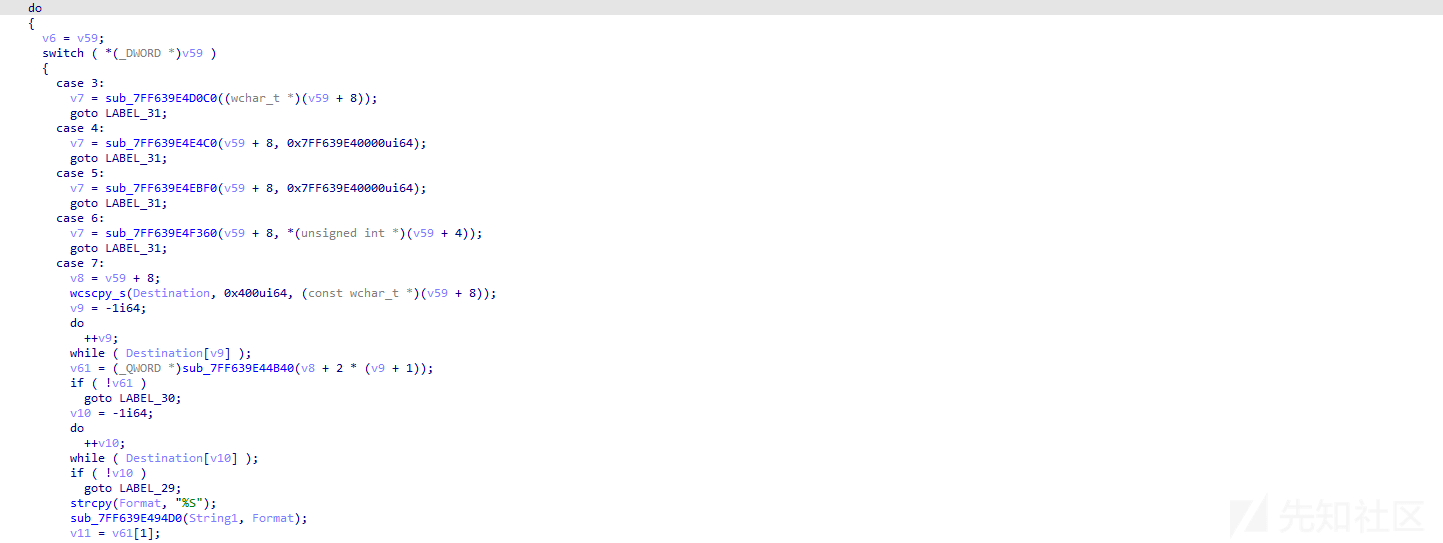 do
{
v6 = v59;
switch ( *(_DWORD *)v59 )
{
case 3:
v7 = sub_7FF639E4D0C0((wchar_t *)(v59 + 8));
goto LABEL_31;
case 4:
v7 = sub_7FF639E4E4C0(v59 + 8, 0x7FF639E40000ui64);
goto LABEL_31;
case 5:
v7 = sub_7FF639E4EBF0(v59 + 8, 0x7FF639E40000ui64);
goto LABEL_31;
case 6:
v7 = sub_7FF639E4F360(v59 + 8, *(unsigned int *)(v59 + 4));
goto LABEL_31;
case 7:
v8 = v59 + 8;
wcscpy_s(Destination, 0x400ui64, (const wchar_t *)(v59 + 8));
v9 = -1i64;
do
++v9;
while ( Destination[v9] );
v61 = (_QWORD *)sub_7FF639E44B40(v8 + 2 * (v9 + 1));
if ( !v61 )
goto LABEL_30;
v10 = -1i64;
do
++v10;
while ( Destination[v10] );
if ( !v10 )
goto LABEL_29;
strcpy(Format, "%S");
sub_7FF639E494D0(String1, Format);
v11 = v61[1];
先知社区